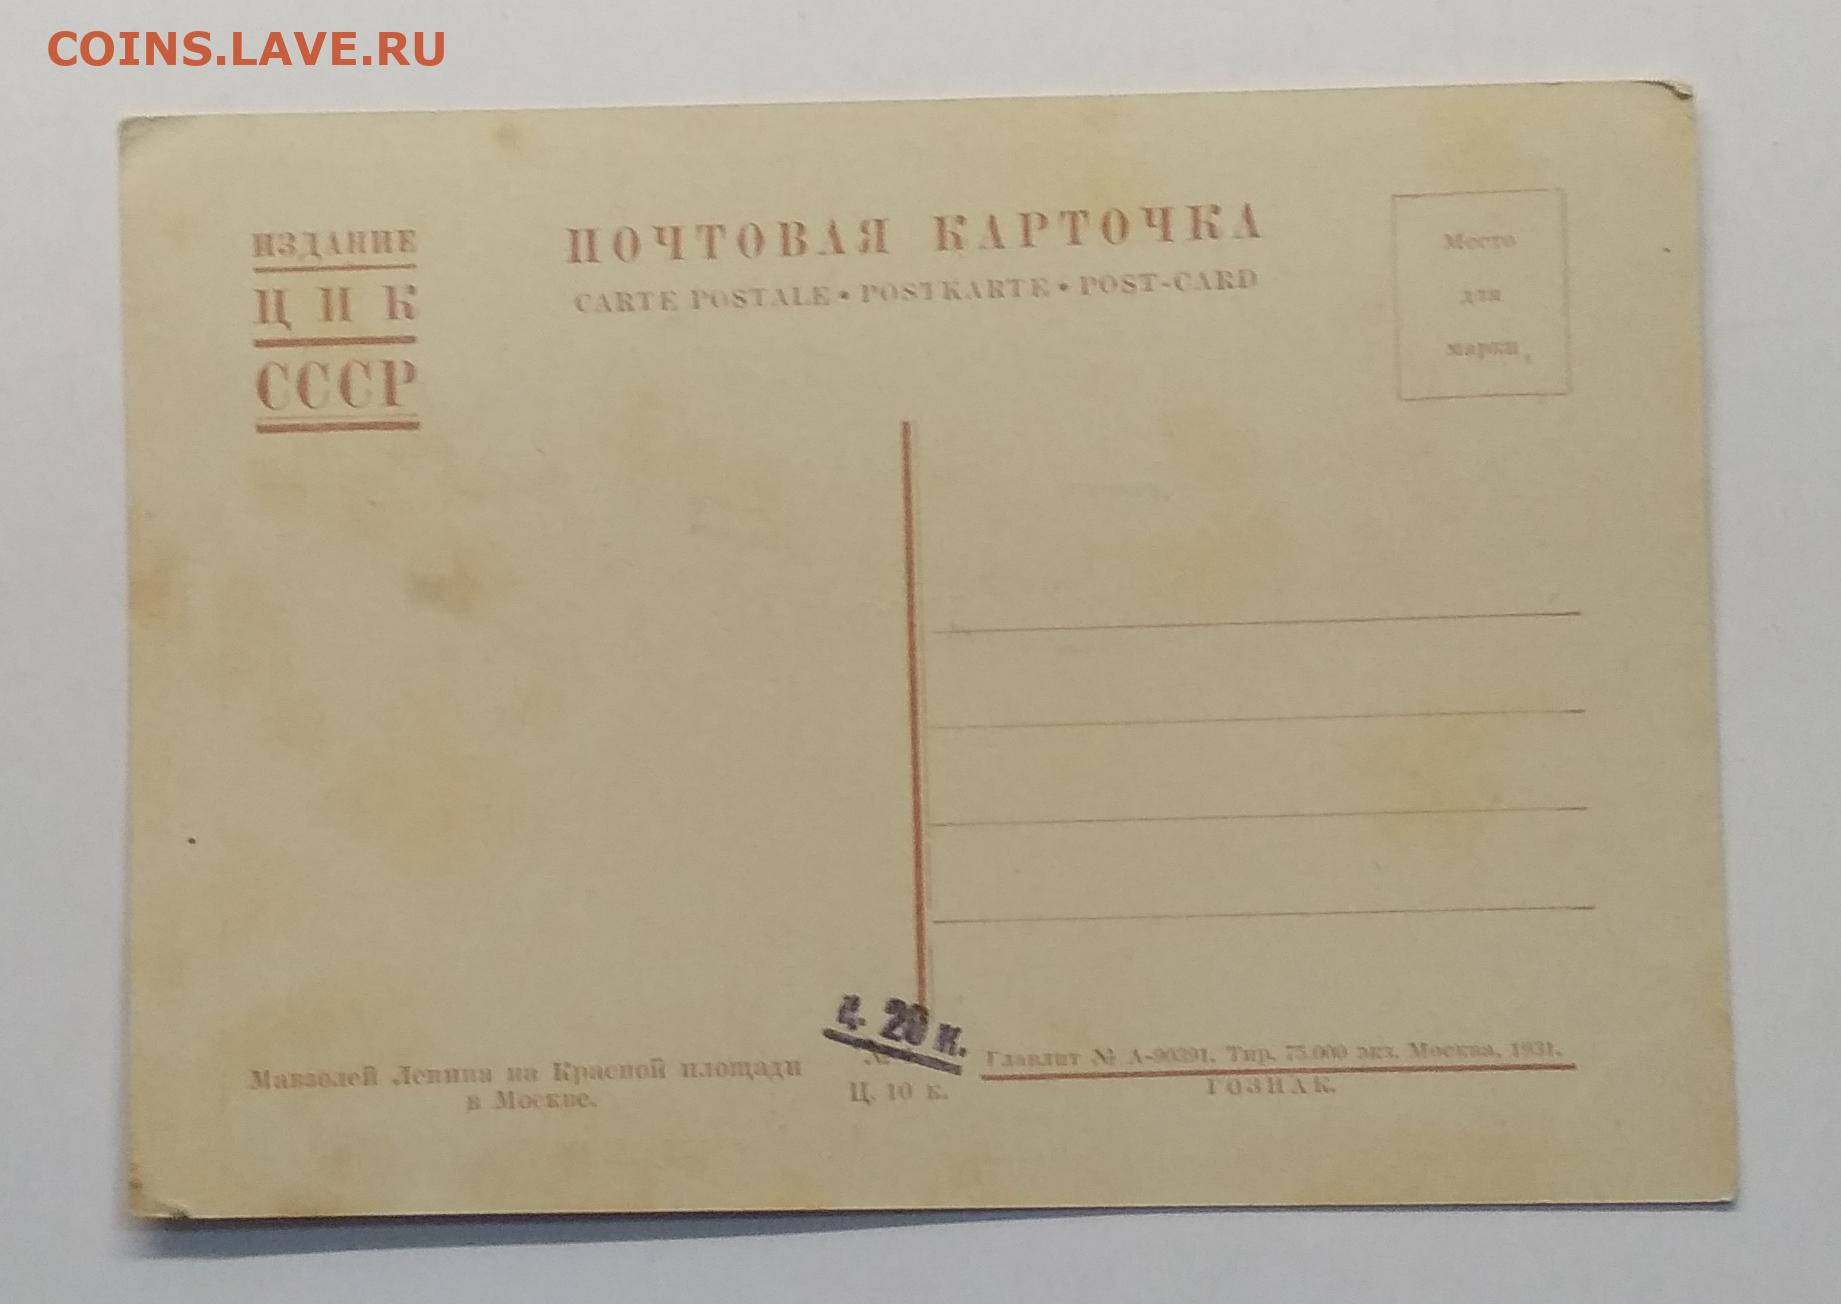 COINS.LAVE.RU
ИЗДАНИЕ
ЦИК
СССР
ПОЧТОВАЯ КАРТОЧКА
CARTE POSTALE • POSTKARTE • POST-CARD
Место
для
марки
Мавзолей Ленина на Красной площади
в Москве.
ц. 20 к.
Ц. 10 к.
Главлит № А-90391. Тир. 75.000 экз. Москва, 1931.
ГОЗНАК.